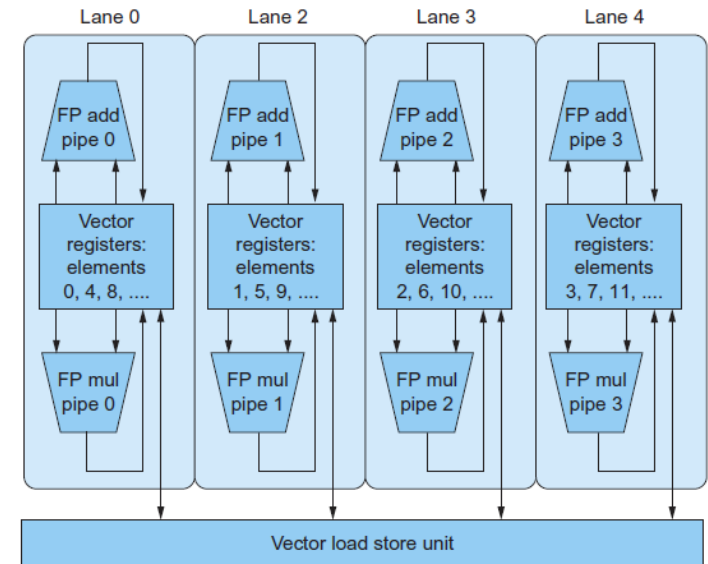 Lane 0
Lane 2
Lane 3
Lane 4
FP add
pipe 0
FP add
pipe 1
FP add
pipe 2
FP add
pipe 3
Vector
registers:
elements
0, 4, 8, ....
Vector
registers:
elements
1, 5, 9, ....
Vector
registers:
elements
2, 6, 10, ....
Vector
registers:
elements
3, 7, 11, ....
FP mul
pipe 0
FP mul
pipe 1
FP mul
pipe 2
FP mul
pipe 3
Vector load store unit